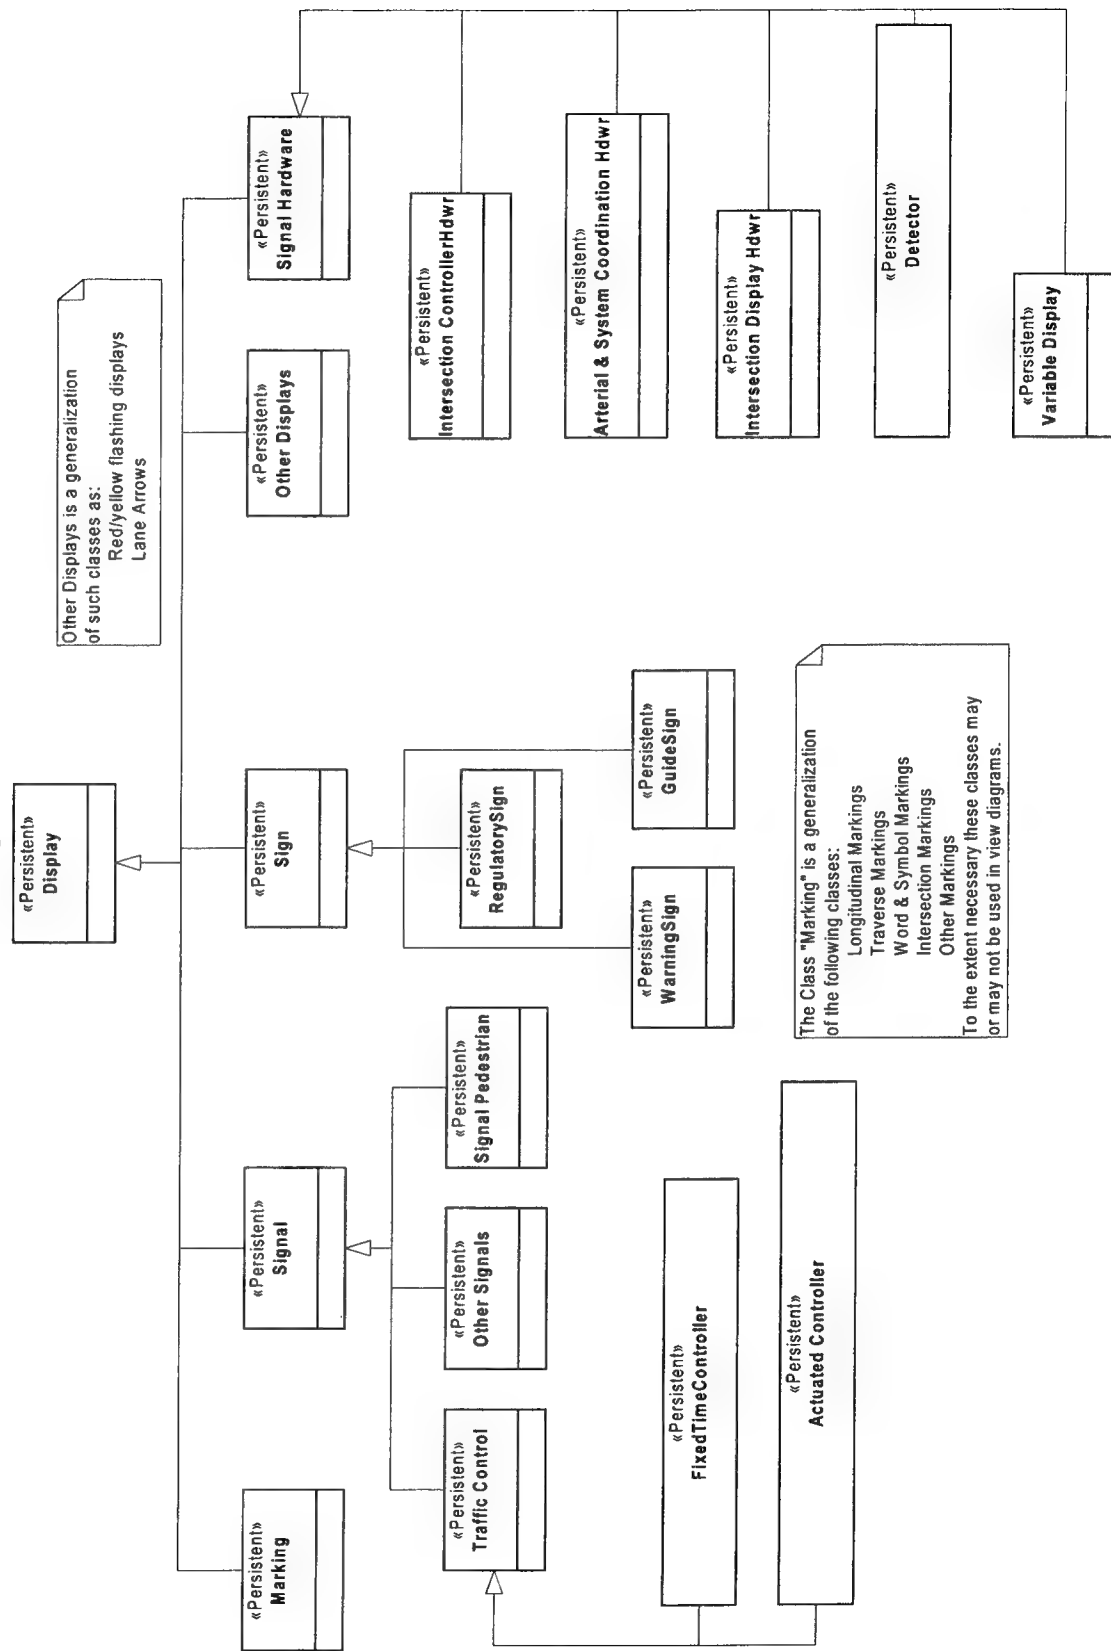 «Persistent»
Display
Other Displays is a generalization
of such classes as:
Red/yellow flashing displays
Lane Arrows
«Persistent»
Marking
«Persistent»
Signal
«Persistent»
Sign
«Persistent»
Other Displays
«Persistent»
Signal Hardware
«Persistent»
Traffic Control
«Persistent»
Other Signals
«Persistent»
Signal Pedestrian
«Persistent»
RegulatorySign
«Persistent»
WarningSign
«Persistent»
GuideSign
«Persistent»
Intersection ControllerHdwr
«Persistent»
Arterial & System Coordination Hdwr
«Persistent»
Intersection Display Hdwr
«Persistent»
Detector
«Persistent»
Variable Display
«Persistent»
FixedTimeController
«Persistent»
Actuated Controller
The Class "Marking" is a generalization
of the following classes:
Longitudinal Markings
Traverse Markings
Word & Symbol Markings
Intersection Markings
Other Markings
To the extent necessary these classes may
or may not be used in view diagrams.